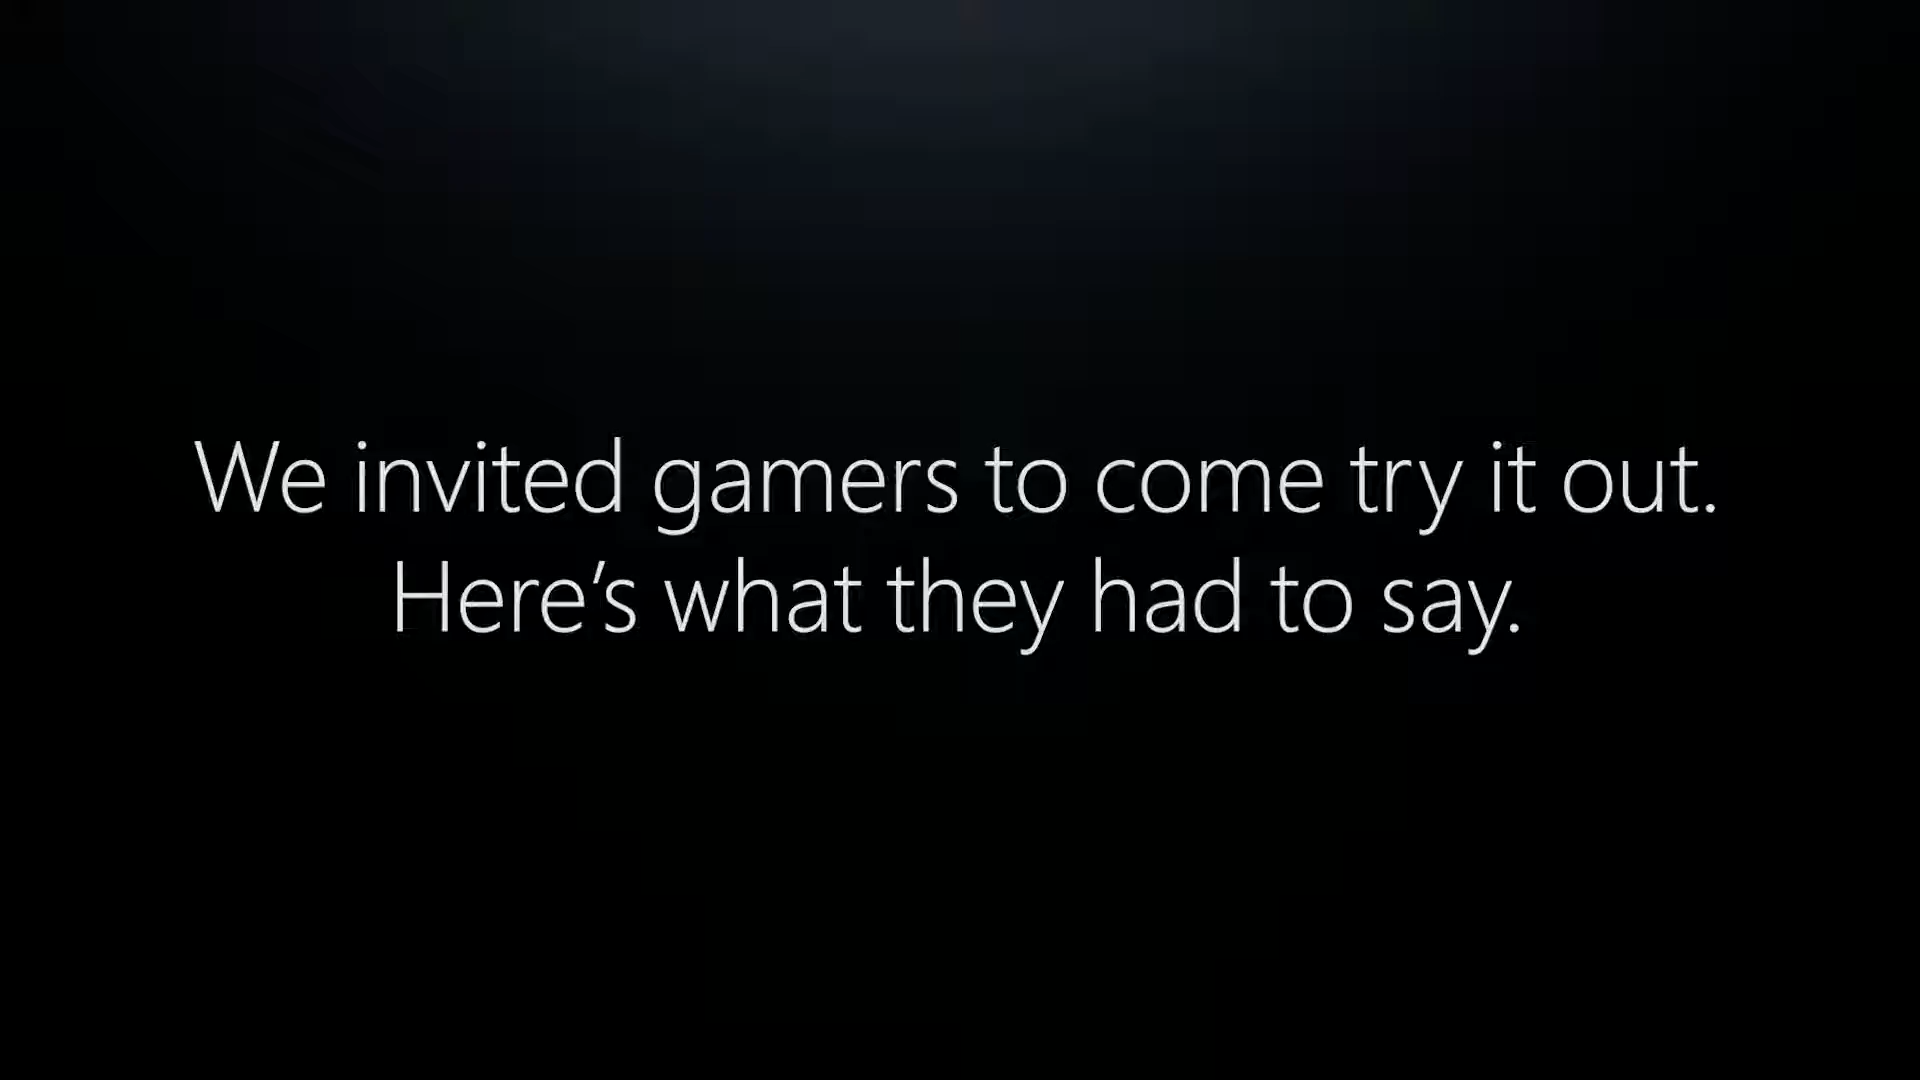 We invited gamers to come try it out.
Here’s what they had to say.